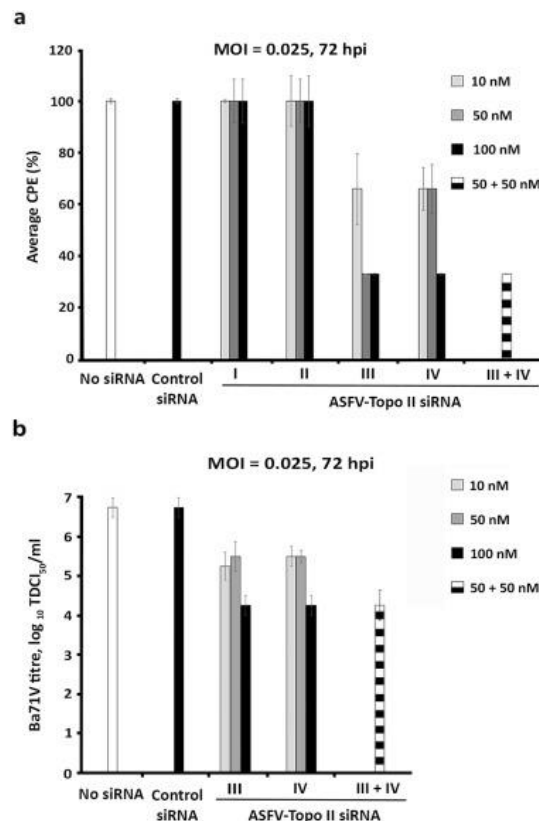 a
MOI = 0.025, 72 hpi
120
100
80
60
40
20
0
Average CPE (%)
10 nM
50 nM
100 nM
50 + 50 nM
No siRNA
Control siRNA
I
II
III
IV
III + IV
ASFV-Topo II siRNA
b
MOI = 0.025, 72 hpi
7
6
5
4
3
2
1
0
Ba71V titre, log 10 TDCI50/ml
10 nM
50 nM
100 nM
50 + 50 nM
No siRNA
Control siRNA
III
IV
III + IV
ASFV-Topo II siRNA